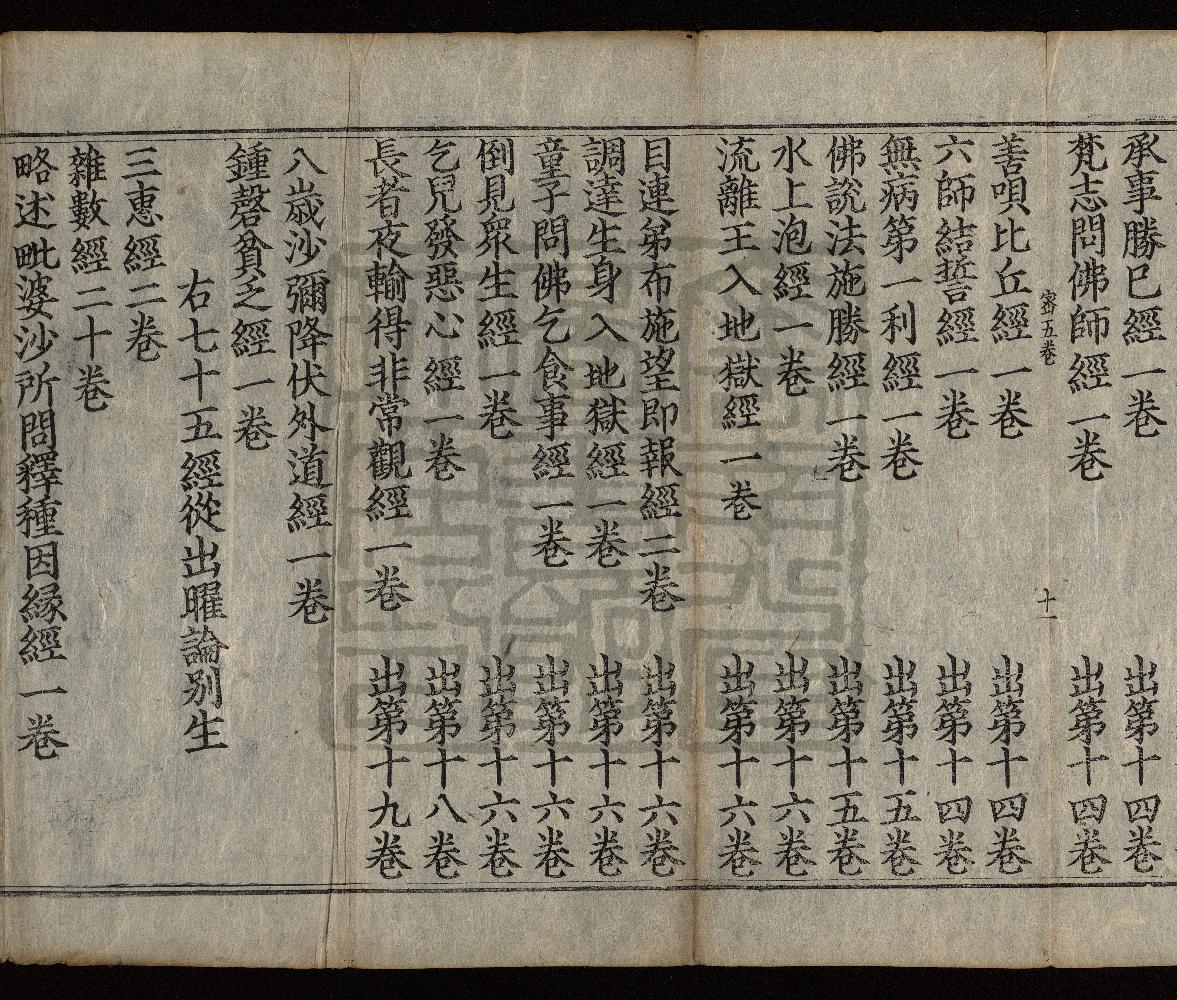 承事勝巳經一卷 出第十四卷
梵志問佛師經一卷 出第十四卷
密五卷 十一
善唄比丘經一卷 出第十四卷
六師結誓經一卷 出第十四卷
無病第一利經一卷 出第十五卷
佛說法施勝經一卷 出第十五卷
水上泡經一卷 出第十六卷
流離王入地獄經一卷 出第十六卷
目連弟布施望即報經二卷 出第十六卷
調達生身入地獄經一卷 出第十六卷
童子問佛乞食事經一卷 出第十六卷
倒見眾生經一卷 出第十六卷
乞兒發惡心經一卷 出第十八卷
長者夜輸得非常觀經一卷 出第十九卷
八歲沙彌降伏外道經一卷
鍾磬貧乏經一卷
右七十五經從出曜論別生
三惠經二卷
雜數經二十卷
略述毗婆沙所問釋種因緣經一卷